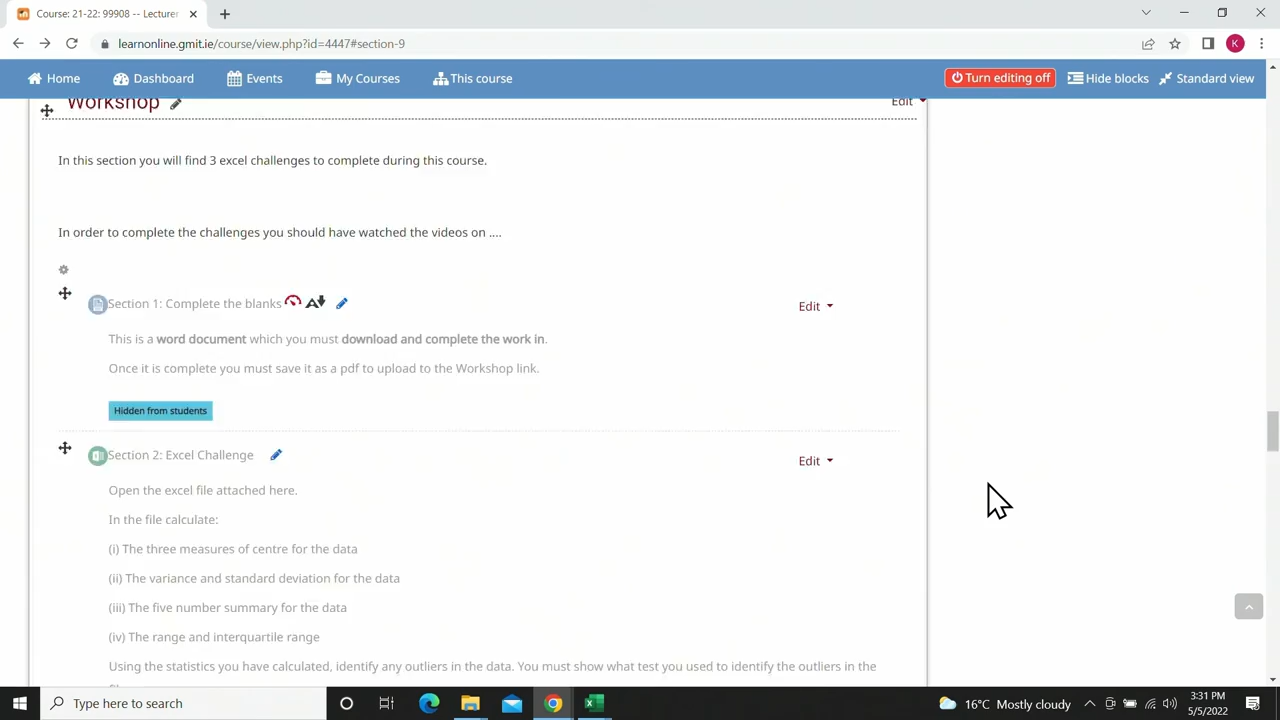 Course: 21-22: 99908 -- Lecturer
learnonline.gmit.ie/course/view.php?id=4447#section-9
K
Home
Dashboard
Events
My Courses
This course
Turn editing off
Hide blocks
Standard view
Workshop
Edit
In this section you will find 3 excel challenges to complete during this course.
In order to complete the challenges you should have watched the videos on ....
Section 1: Complete the blanks
Edit
This is a word document which you must download and complete the work in.
Once it is complete you must save it as a pdf to upload to the Workshop link.
Hidden from students
Section 2: Excel Challenge
Edit
Open the excel file attached here.
In the file calculate:
(i) The three measures of centre for the data
(ii) The variance and standard deviation for the data
(iii) The five number summary for the data
(iv) The range and interquartile range
Using the statistics you have calculated, identify any outliers in the data. You must show what test you used to identify the outliers in the
Type here to search
16°C Mostly cloudy
3:31 PM
5/5/2022